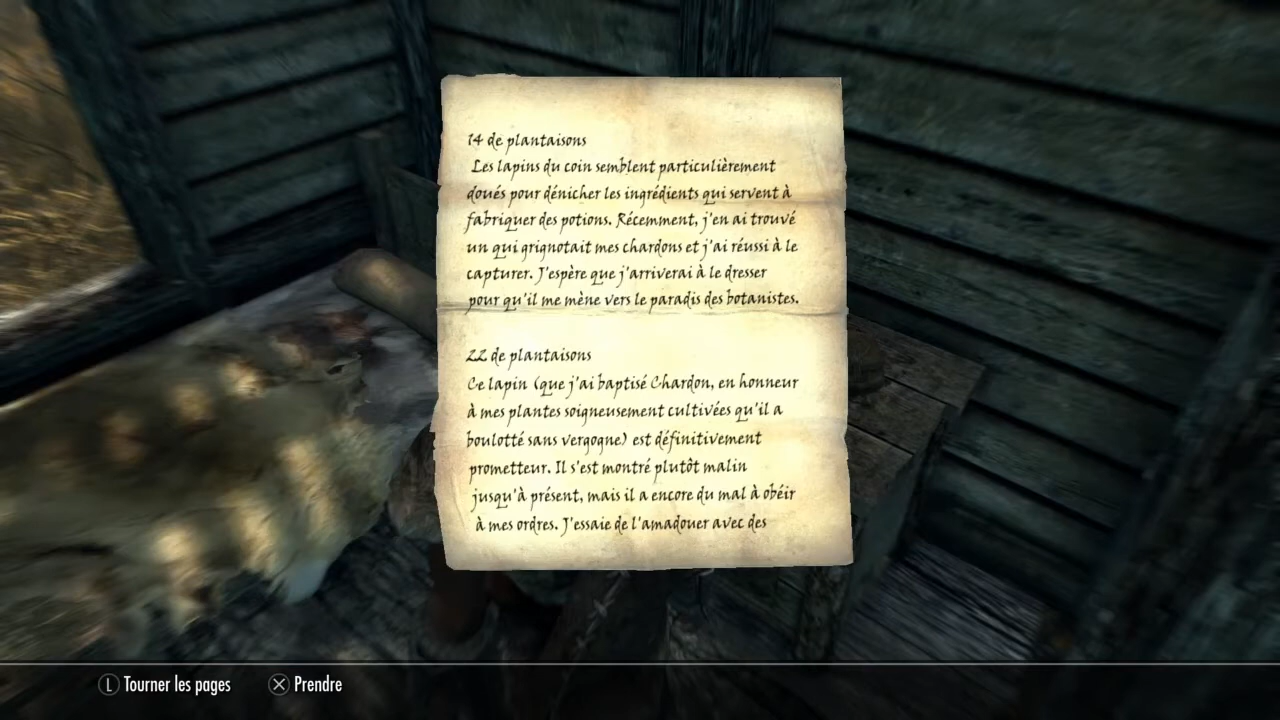 14 de plantaisons
Les lapins du coin semblent particulièrement
doués pour dénicher les ingrédients qui servent à
fabriquer des potions. Récemment, j'en ai trouvé
un qui grignotait mes chardons et j'ai réussi à le
capturer. J'espère que j'arriverai à le dresser
pour qu'il me mène vers le paradis des botanistes.
22 de plantaisons
Ce lapin (que j'ai baptisé Chardon, en honneur
à mes plantes soigneusement cultivées qu'il a
boulotté sans vergogne) est définitivement
prometteur. Il s'est montré plutôt malin
jusqu'à présent, mais il a encore du mal à obéir
à mes ordres. J'essaie de l'amadouer avec des
L Tourner les pages X Prendre